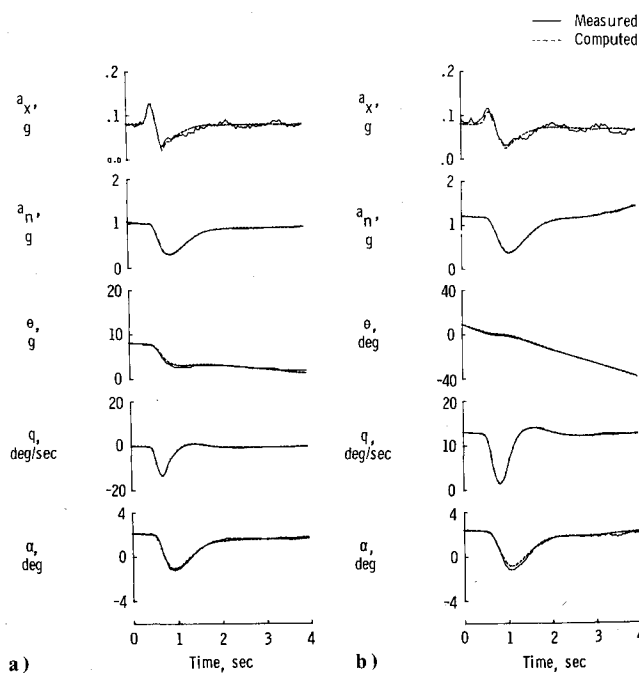 Measured
Computed
a_x,
g
.2
.1
0.0
a_n,
g
2
1
0
θ,
g
20
10
0
q,
deg/sec
20
0
-20
α,
deg
4
0
-4
0 1 2 3 4
Time, sec
a)
a_x,
g
.2
.1
.0
a_n,
g
2
1
0
θ,
deg
40
0
-40
q,
deg/sec
20
10
0
α,
deg
4
0
-4
0 1 2 3 4
Time, sec
b)